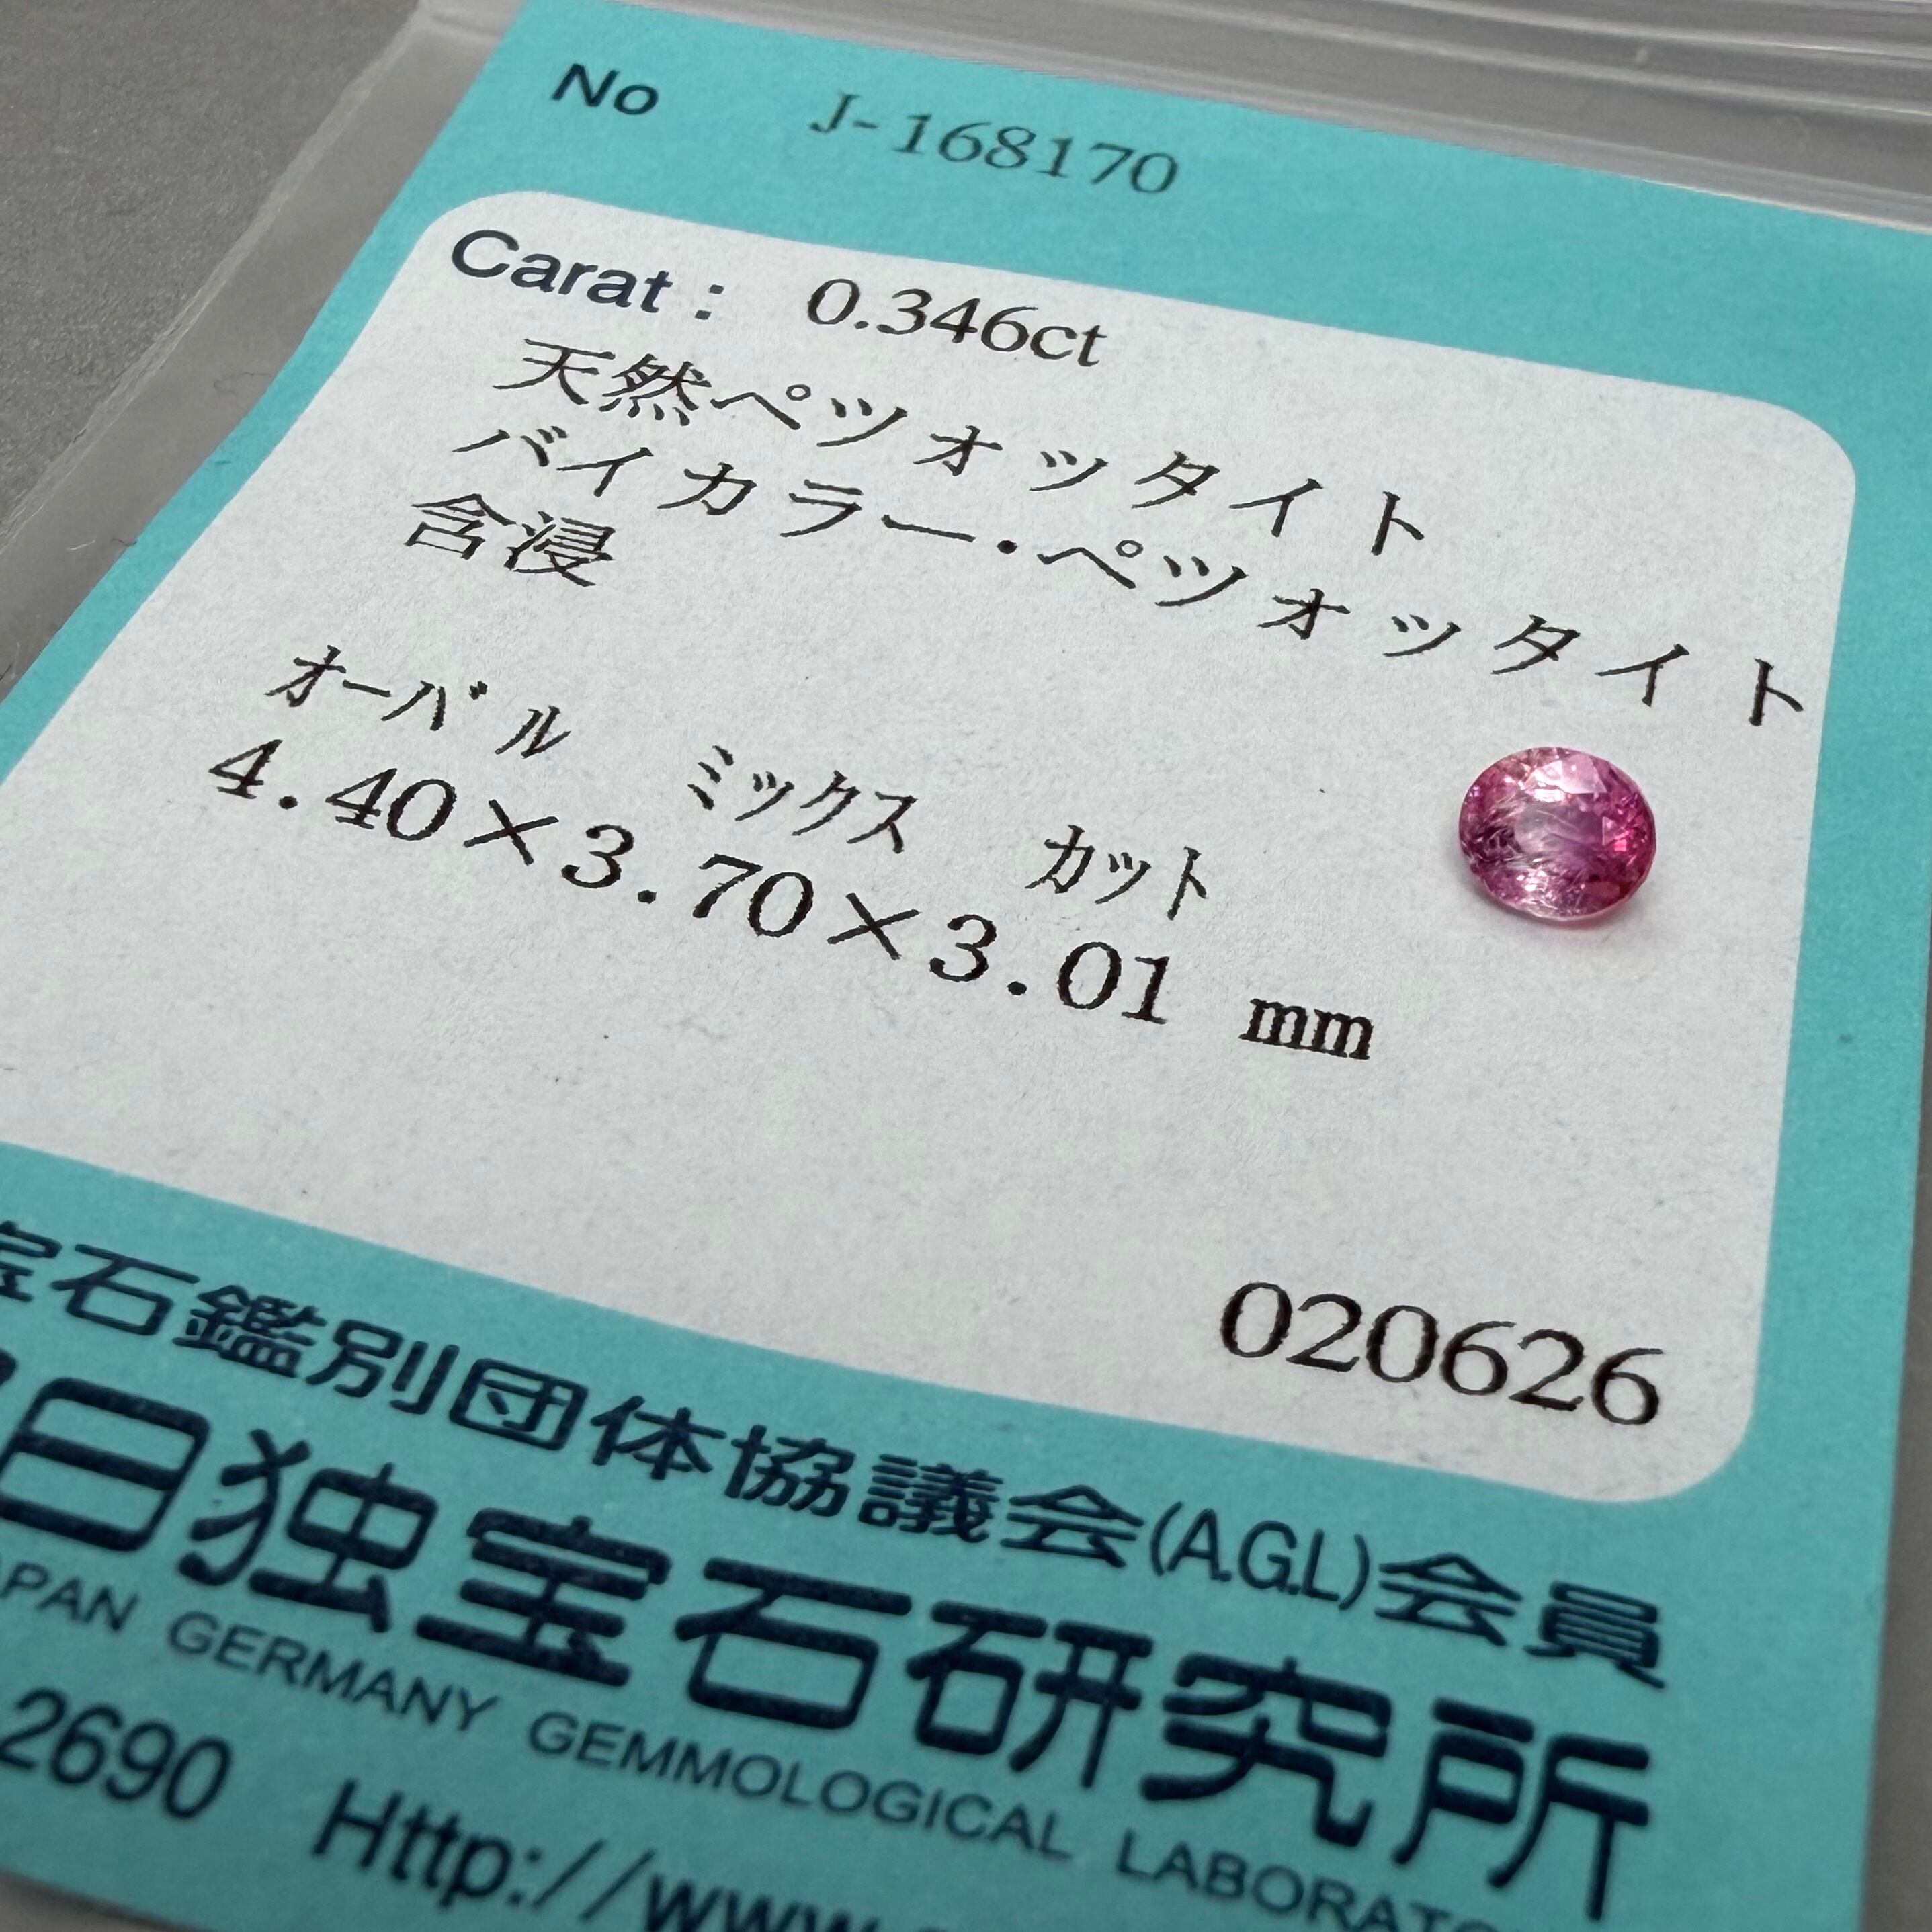 No J-168170
Carat : 0.346ct
天然ペツォッタイト
バイカラー・ペツォッタイト
含浸
オーバル ミックス カット
4.40×3.70×3.01 mm
020626
宝石鑑別団体協議会(A.G.L)会員
日独宝石研究所
JAPAN GERMANY GEMMOLOGICAL LABORATORY
2690 Http://www.